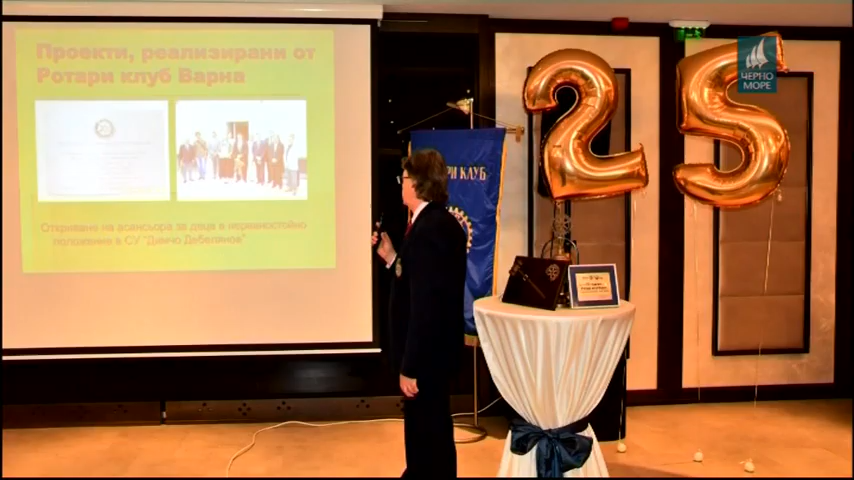 Проекти, реализирани от
Ротари клуб Варна
Откриване на асансьора за деца в неравностойно
положение в СУ "Димчо Дебелянов"
РИ КЛУБ
25
ЧЕРНО
МОРЕ